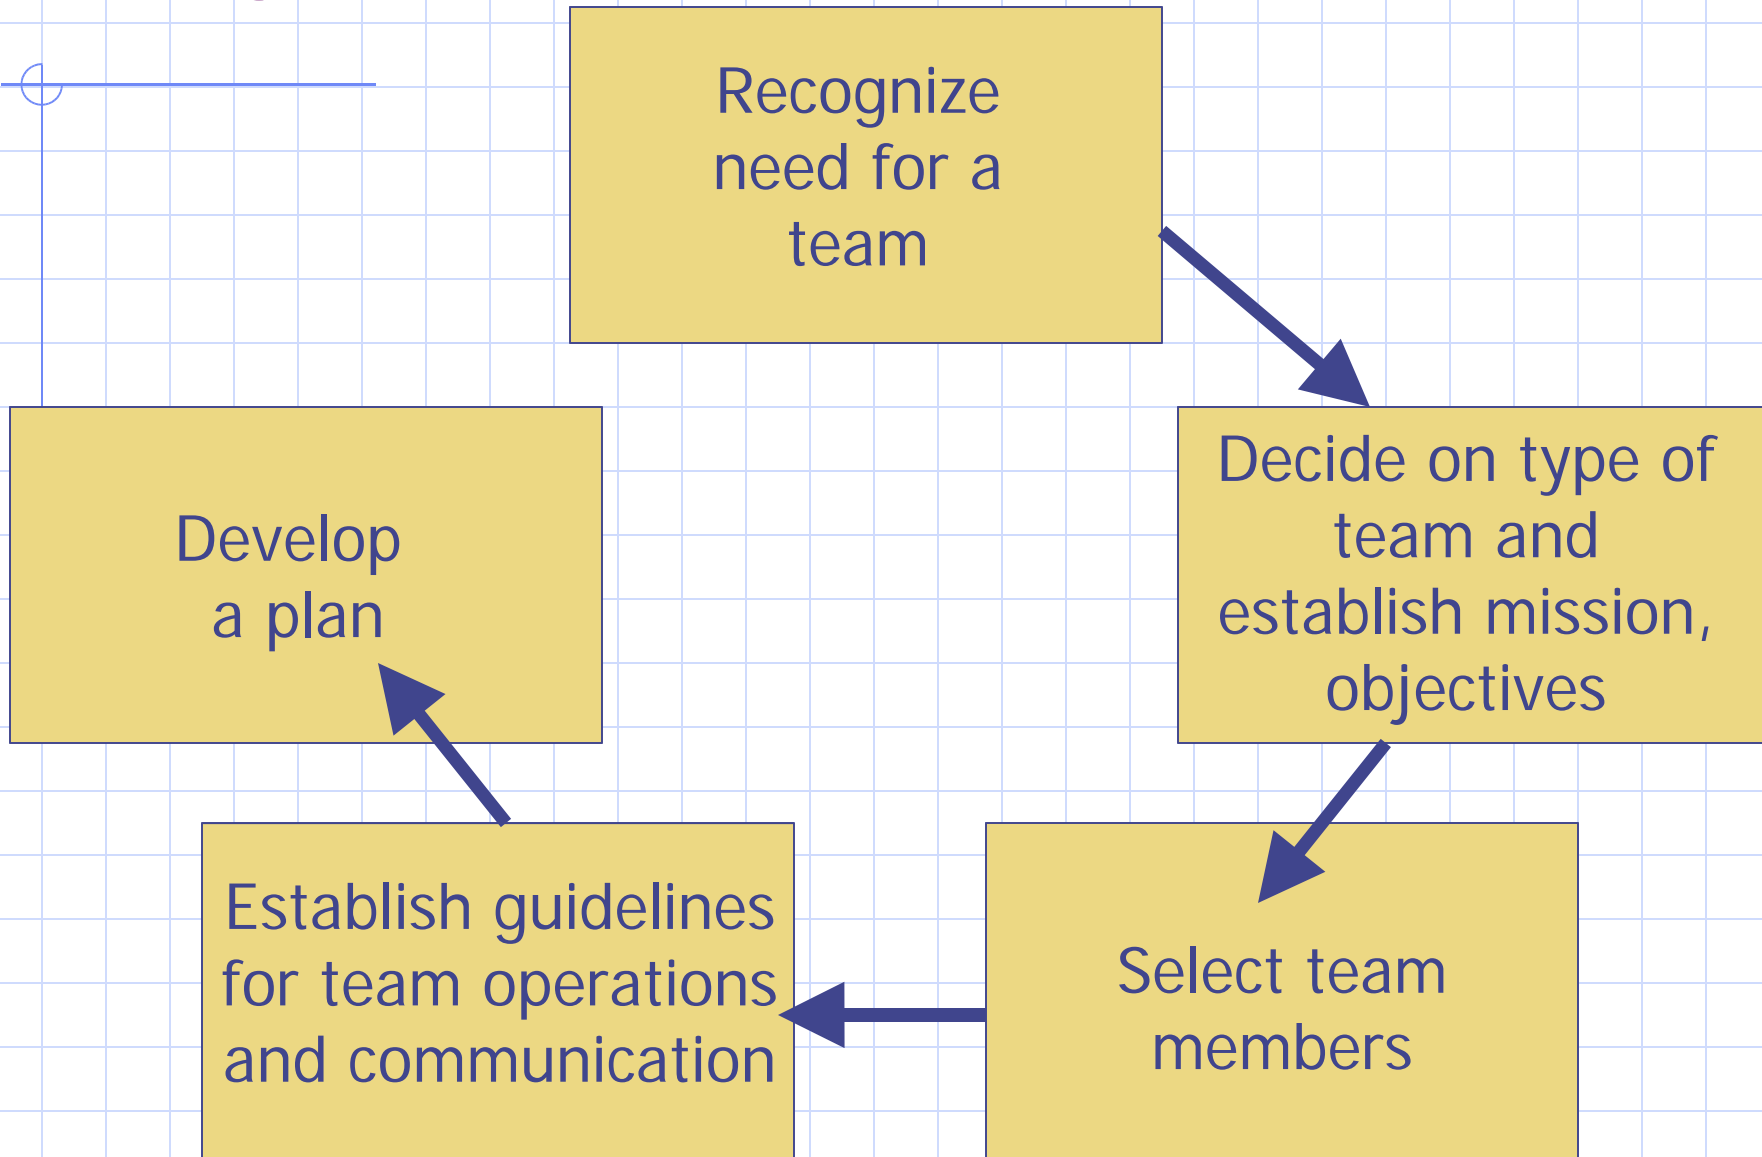 Recognize
need for a
team
Decide on type of
team and
establish mission,
objectives
Select team
members
Establish guidelines
for team operations
and communication
Develop
a plan